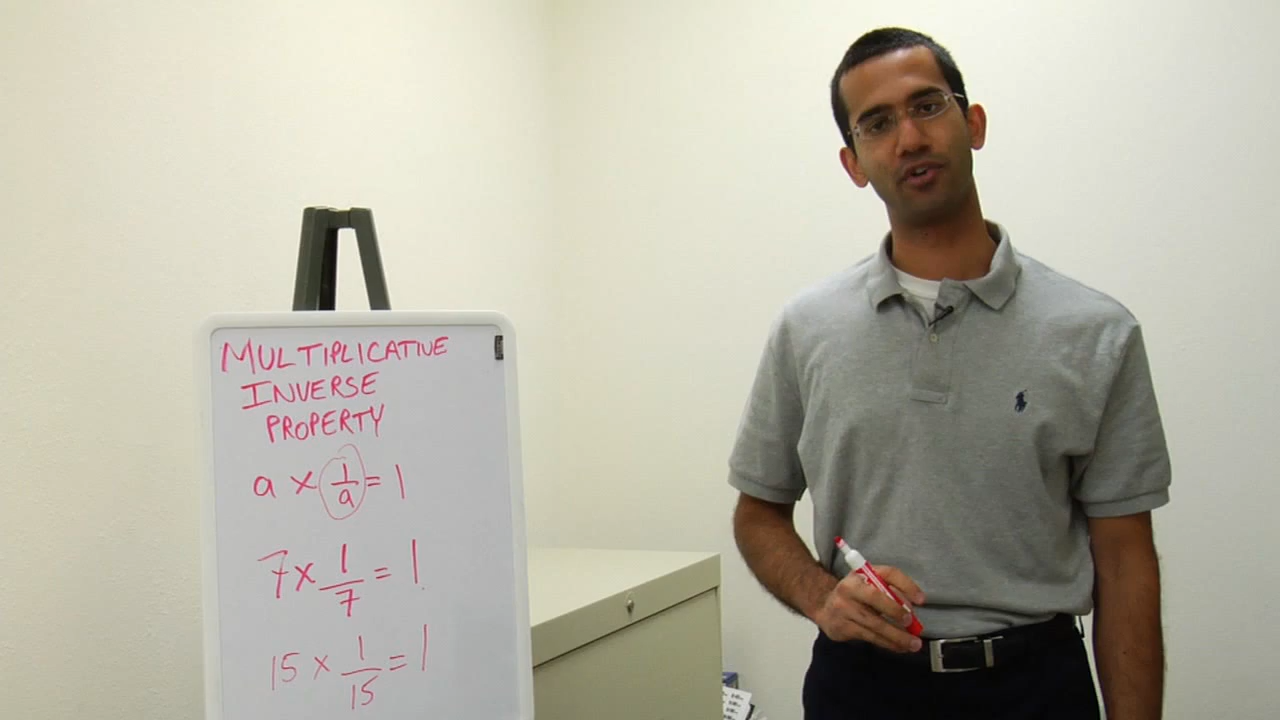 MULTIPLICATIVE
INVERSE
PROPERTY
a × 1/a = 1
7 × 1/7 = 1
15 × 1/15 = 1